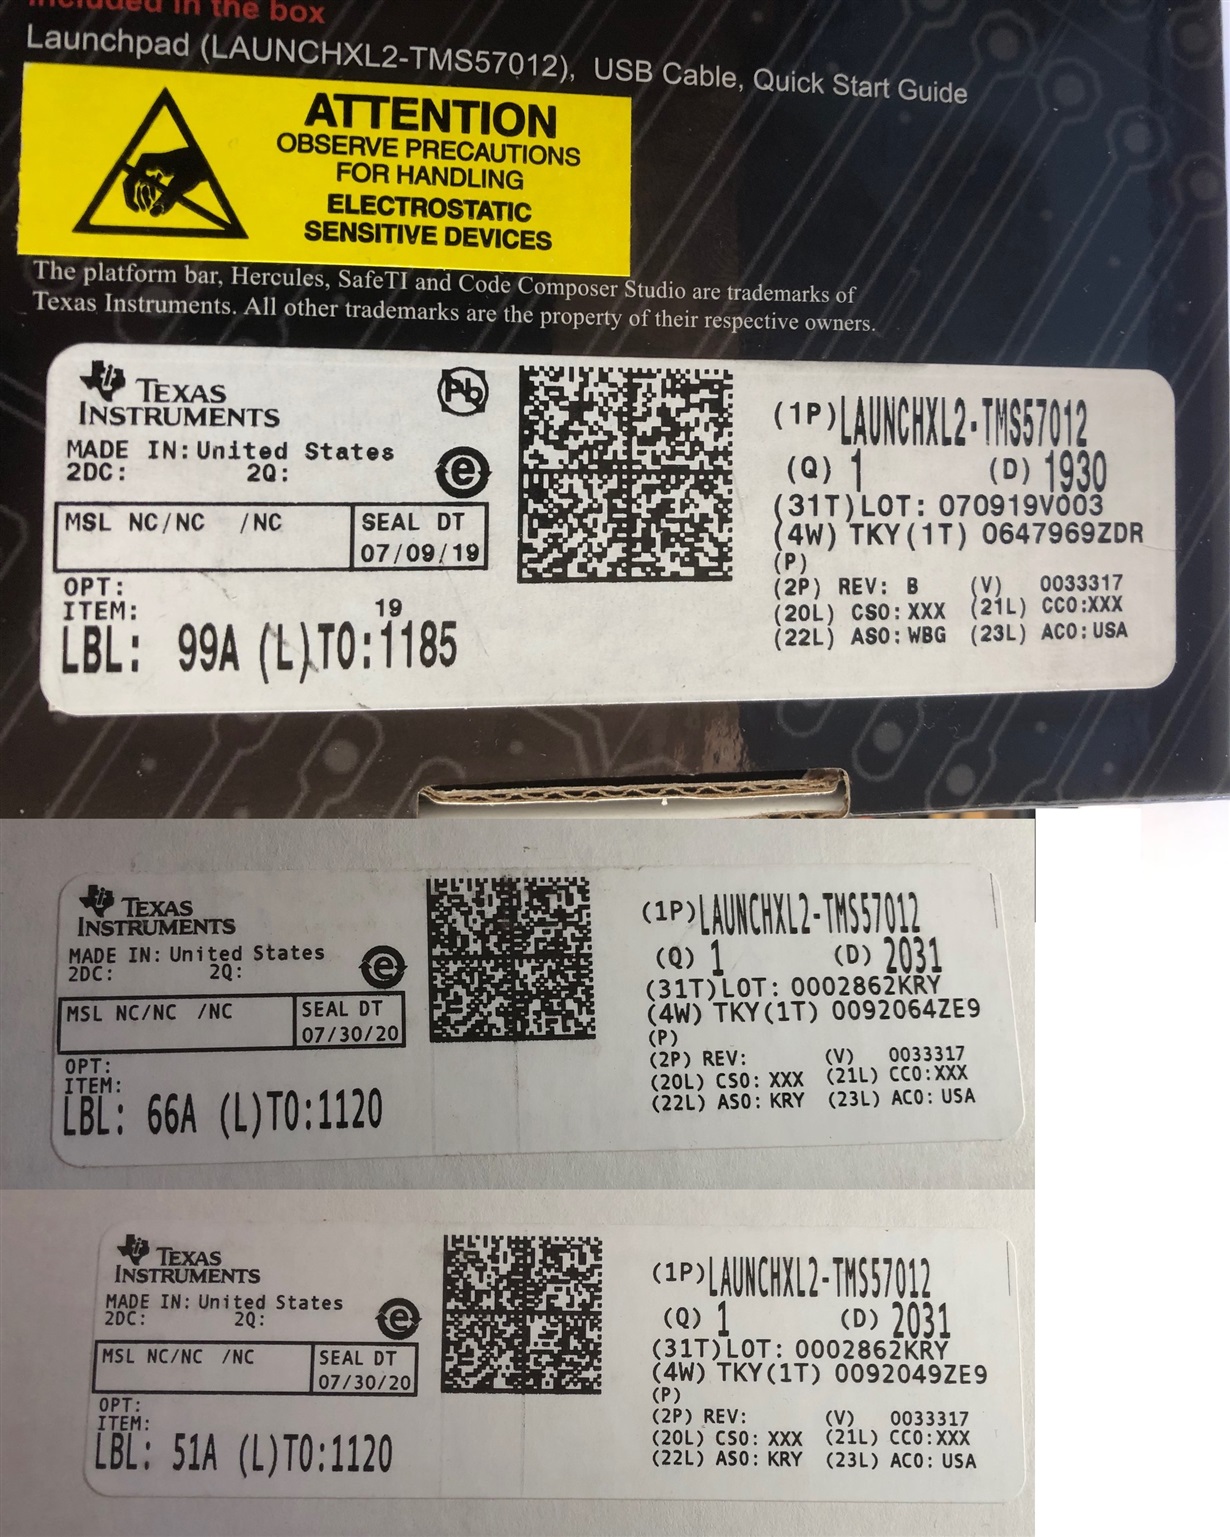 included in the box
Launchpad (LAUNCHXL2-TMS57012), USB Cable, Quick Start Guide
ATTENTION
OBSERVE PRECAUTIONS
FOR HANDLING
ELECTROSTATIC
SENSITIVE DEVICES
The platform bar, Hercules, SafeTI and Code Composer Studio are trademarks of
Texas Instruments. All other trademarks are the property of their respective owners.
TEXAS
INSTRUMENTS
Pb
MADE IN: United States
2DC: 2Q:
e
MSL NC/NC /NC SEAL DT
07/09/19
OPT:
ITEM: 19
LBL: 99A (L)TO:1185
(1P)LAUNCHXL2-TMS57012
(Q) 1 (D) 1930
(31T)LOT: 070919V003
(4W) TKY(1T) 0647969ZDR
(P)
(2P) REV: B (V) 0033317
(20L) CSO: XXX (21L) CCO:XXX
(22L) ASO: WBG (23L) ACO: USA
TEXAS
INSTRUMENTS
MADE IN: United States
2DC: 2Q:
e
MSL NC/NC /NC SEAL DT
07/30/20
OPT:
ITEM:
LBL: 66A (L)TO:1120
(1P)LAUNCHXL2-TMS57012
(Q) 1 (D) 2031
(31T)LOT: 0002862KRY
(4W) TKY(1T) 0092064ZE9
(P)
(2P) REV: (V) 0033317
(20L) CSO: XXX (21L) CCO:XXX
(22L) ASO: KRY (23L) ACO: USA
TEXAS
INSTRUMENTS
MADE IN: United States
2DC: 2Q:
e
MSL NC/NC /NC SEAL DT
07/30/20
OPT:
ITEM:
LBL: 51A (L)TO:1120
(1P)LAUNCHXL2-TMS57012
(Q) 1 (D) 2031
(31T)LOT: 0002862KRY
(4W) TKY(1T) 0092049ZE9
(P)
(2P) REV: (V) 0033317
(20L) CSO: XXX (21L) CCO:XXX
(22L) ASO: KRY (23L) ACO: USA